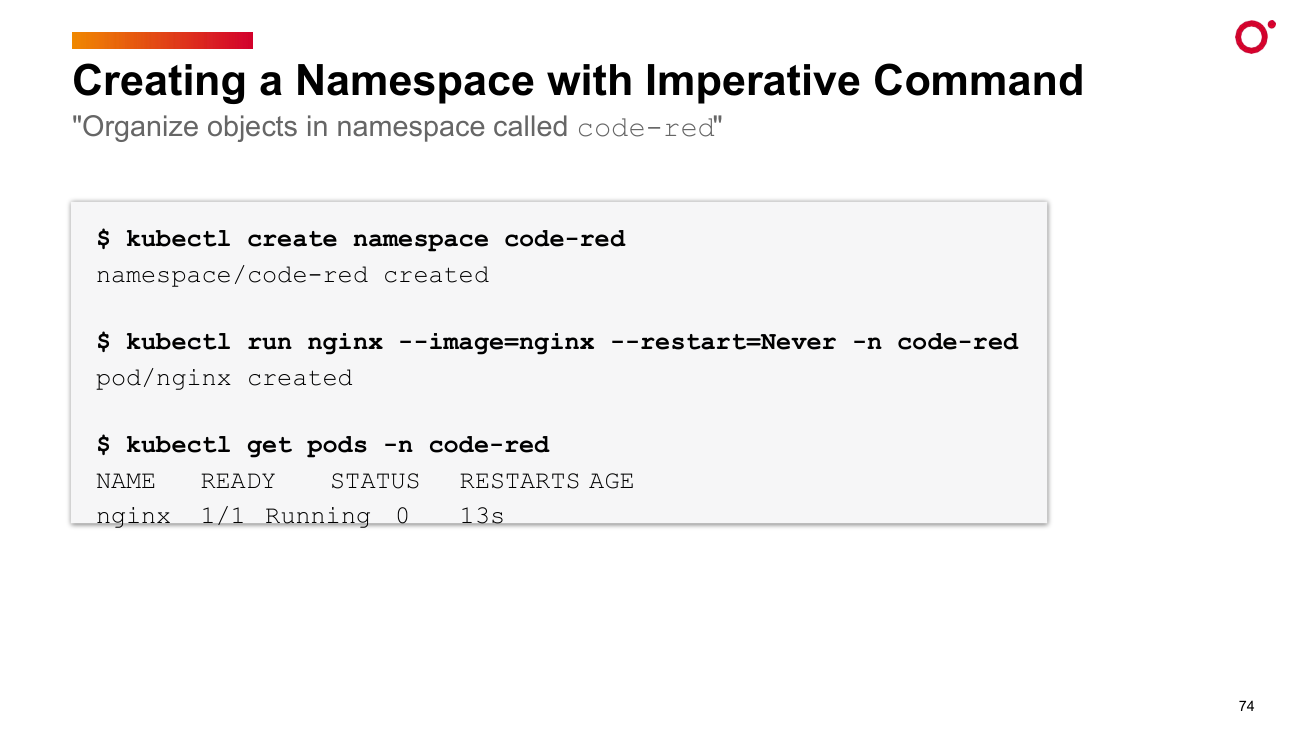 Creating a Namespace with Imperative Command
"Organize objects in namespace called code-red"
$ kubectl create namespace code-red
namespace/code-red created
$ kubectl run nginx --image=nginx --restart=Never -n code-red
pod/nginx created
$ kubectl get pods -n code-red
NAME READY STATUS RESTARTS AGE
nginx 1/1 Running 0 13s
74